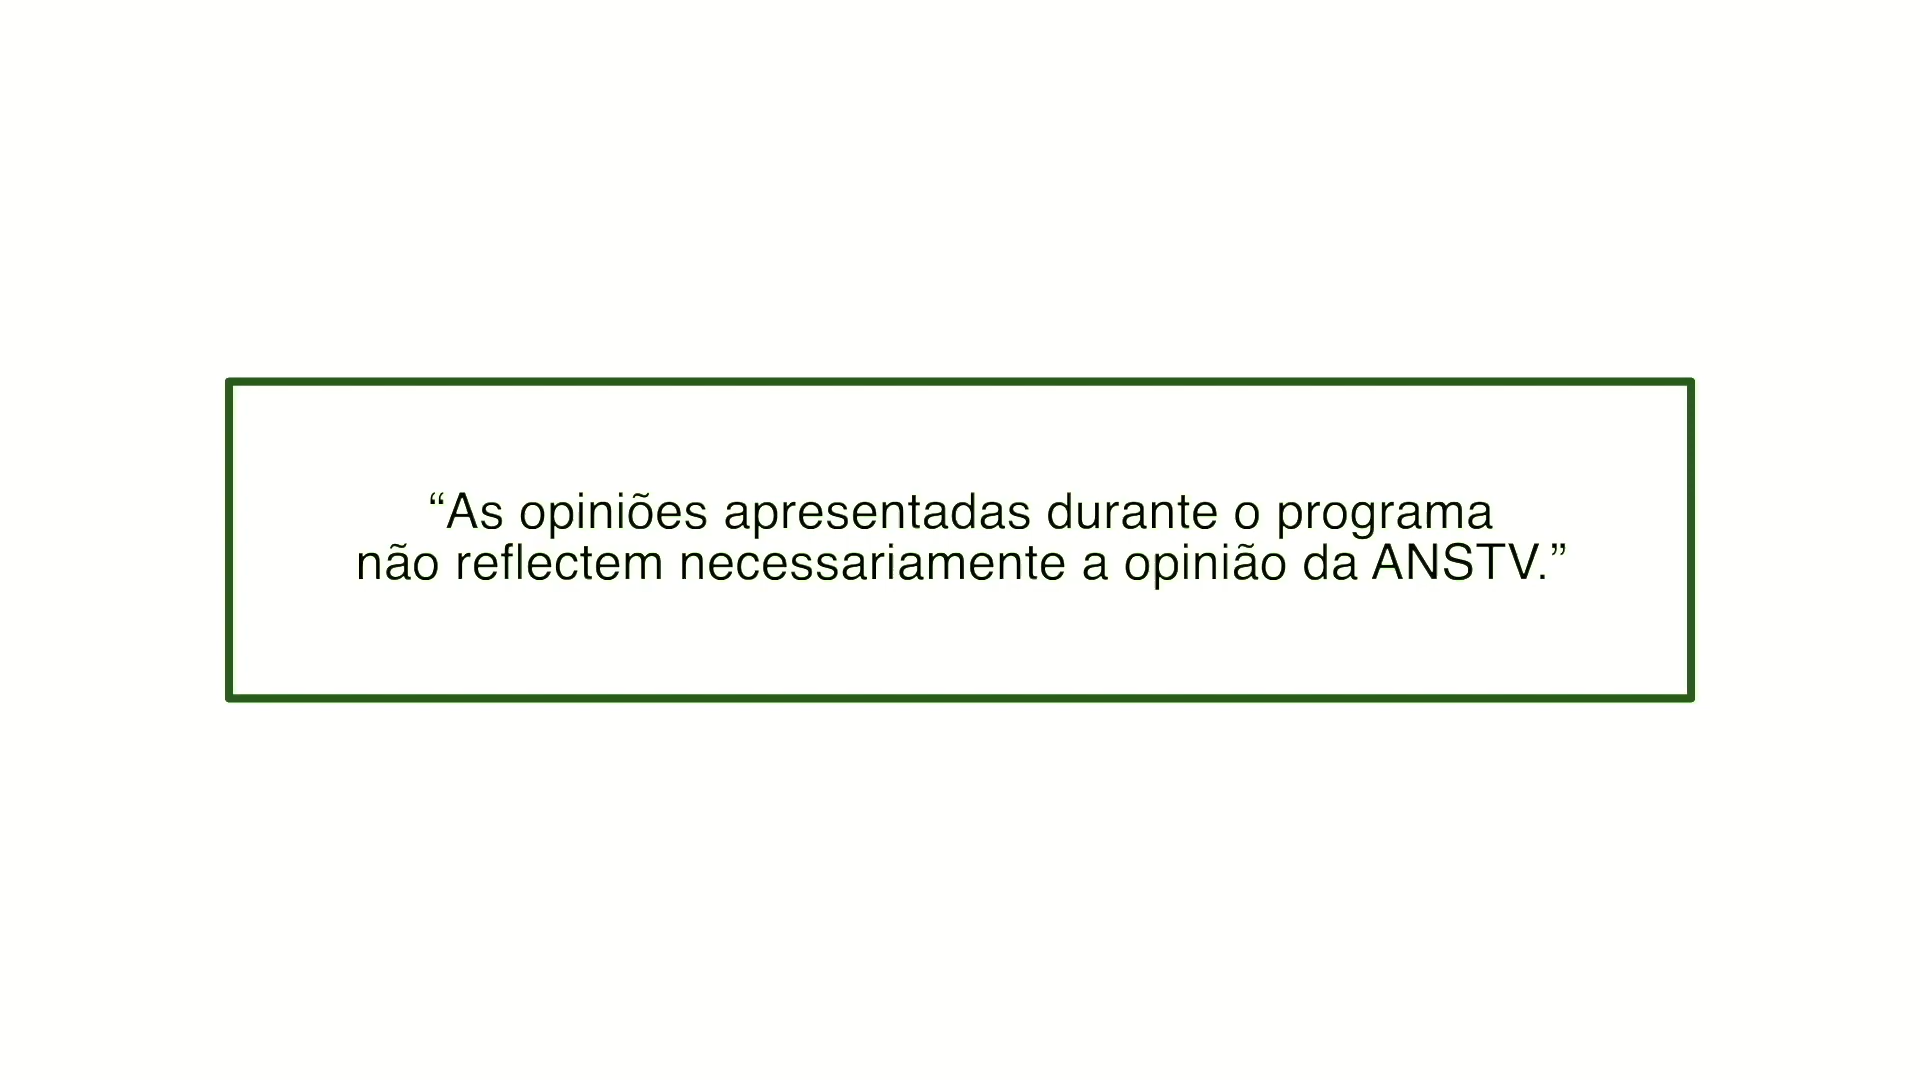 “As opiniões apresentadas durante o programa
não reflectem necessariamente a opinião da ANSTV.”